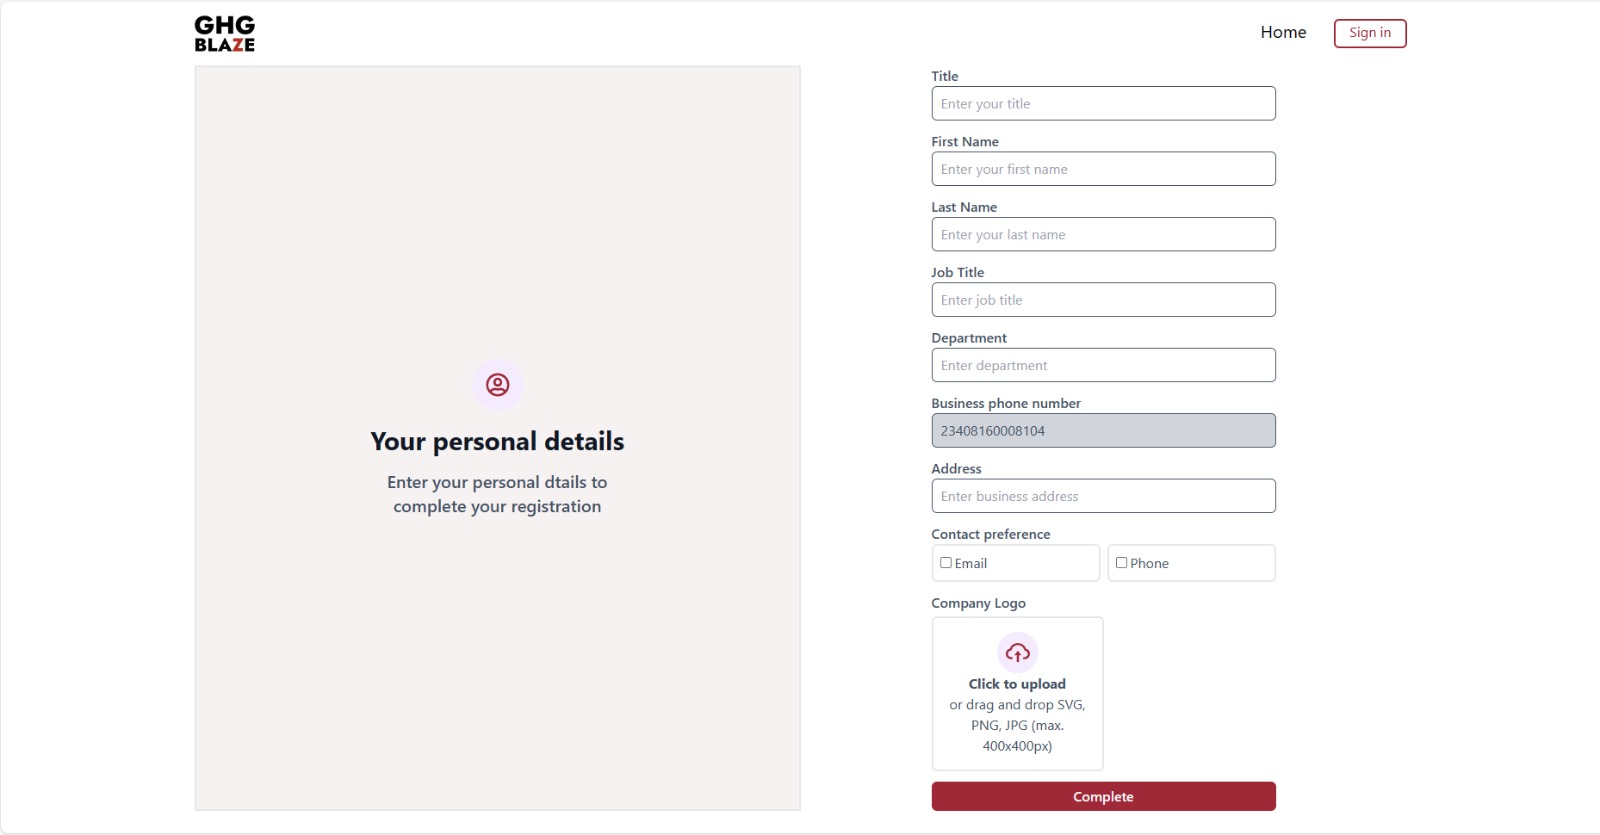 GHG
BLAZE
Home
Sign in
Your personal details
Enter your personal dtails to
complete your registration
Title
Enter your title
First Name
Enter your first name
Last Name
Enter your last name
Job Title
Enter job title
Department
Enter department
Business phone number
23408160008104
Address
Enter business address
Contact preference
Email
Phone
Company Logo
Click to upload
or drag and drop SVG,
PNG, JPG (max.
400x400px)
Complete